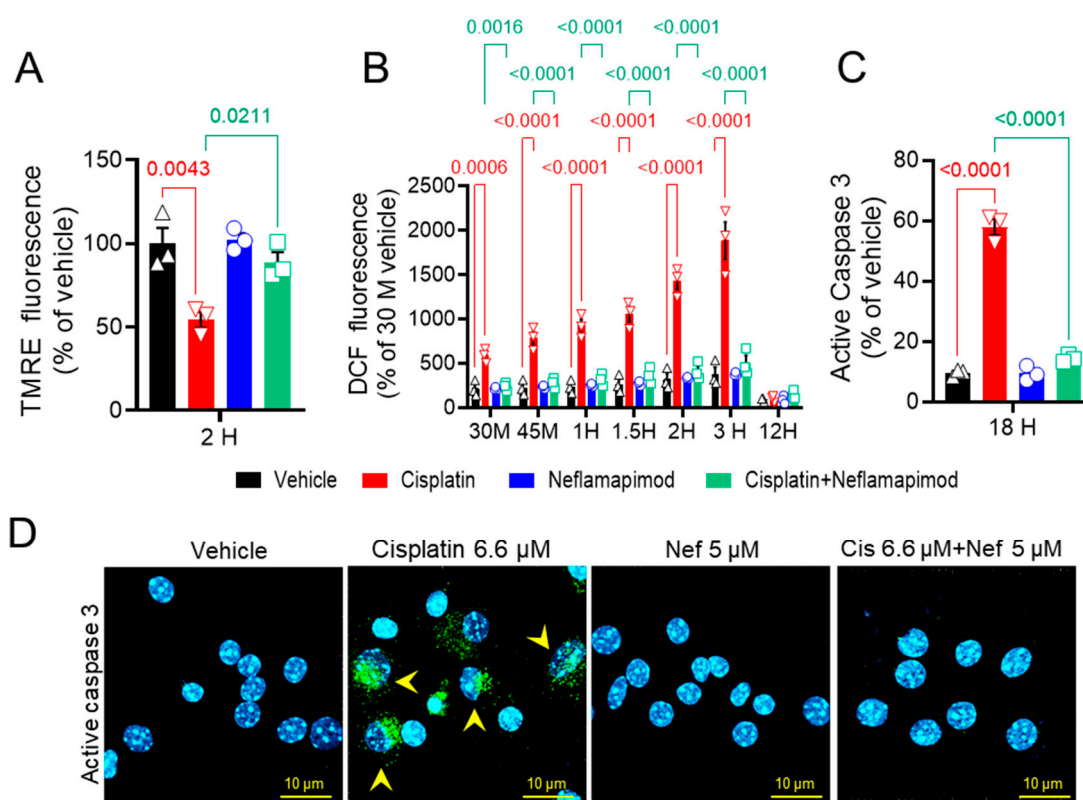 A
B
C
0.0016
<0.0001
<0.0001
<0.0001
<0.0001
<0.0001
<0.0001
0.0211
<0.0001
<0.0001
<0.0001
<0.0001
0.0043
0.0006
<0.0001
<0.0001
<0.0001
TMRE fluorescence
(% of vehicle)
150
100
50
0
2 H
DCF fluorescence
(% of 30 M vehicle)
2500
2000
1500
1000
500
0
30M 45M 1H 1.5H 2H 3 H 12H
Active Caspase 3
(% of vehicle)
80
60
40
20
0
18 H
Vehicle Cisplatin Neflamapimod Cisplatin+Neflamapimod
D
Vehicle Cisplatin 6.6 µM Nef 5 µM Cis 6.6 µM+Nef 5 µM
Active caspase 3
10 µm 10 µm 10 µm 10 µm